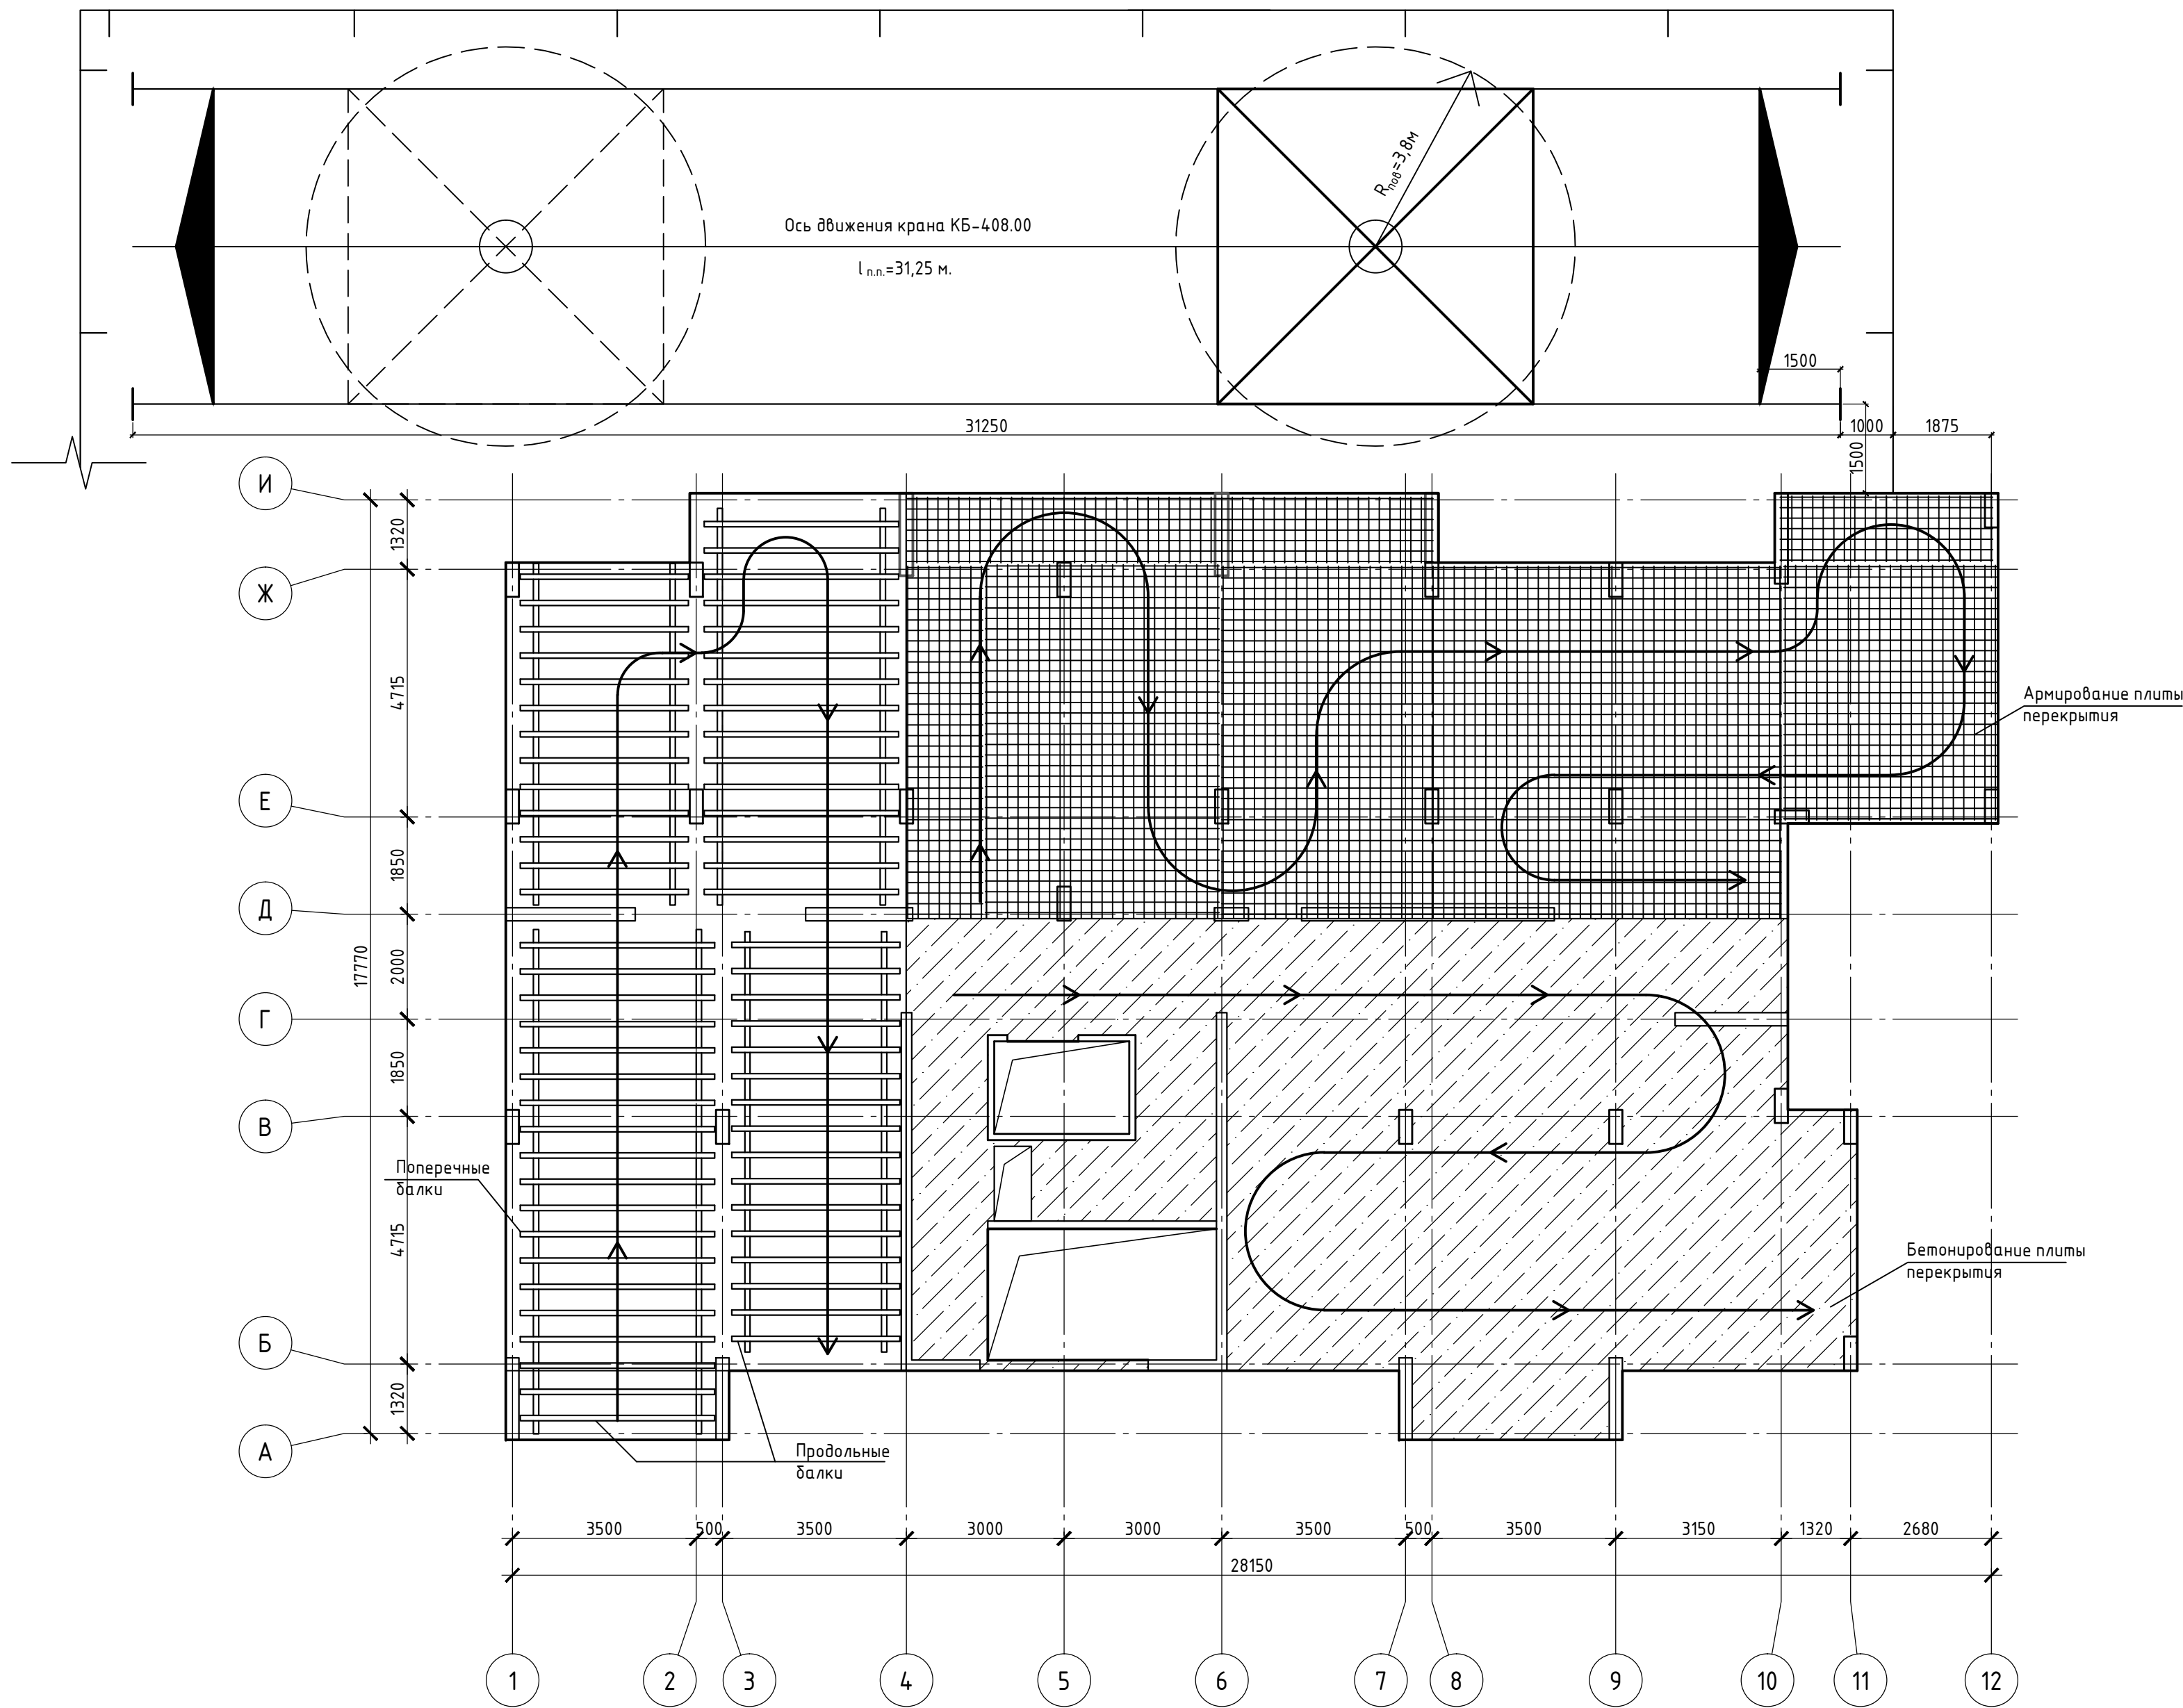 Rпов=3,8м
Ось движения крана КБ-408.00
l п.п.=31,25 м.
1500
31250
1000
1875
1500
И
1320
Ж
4715
Армирование плиты
перекрытия
Е
1850
Д
17770
2000
Г
1850
В
Поперечные
балки
4715
Бетонирование плиты
перекрытия
Б
1320
А
Продольные
балки
3500
500
3500
3000
3000
3500
500
3500
3150
1320
2680
28150
1
2
3
4
5
6
7
8
9
10
11
12